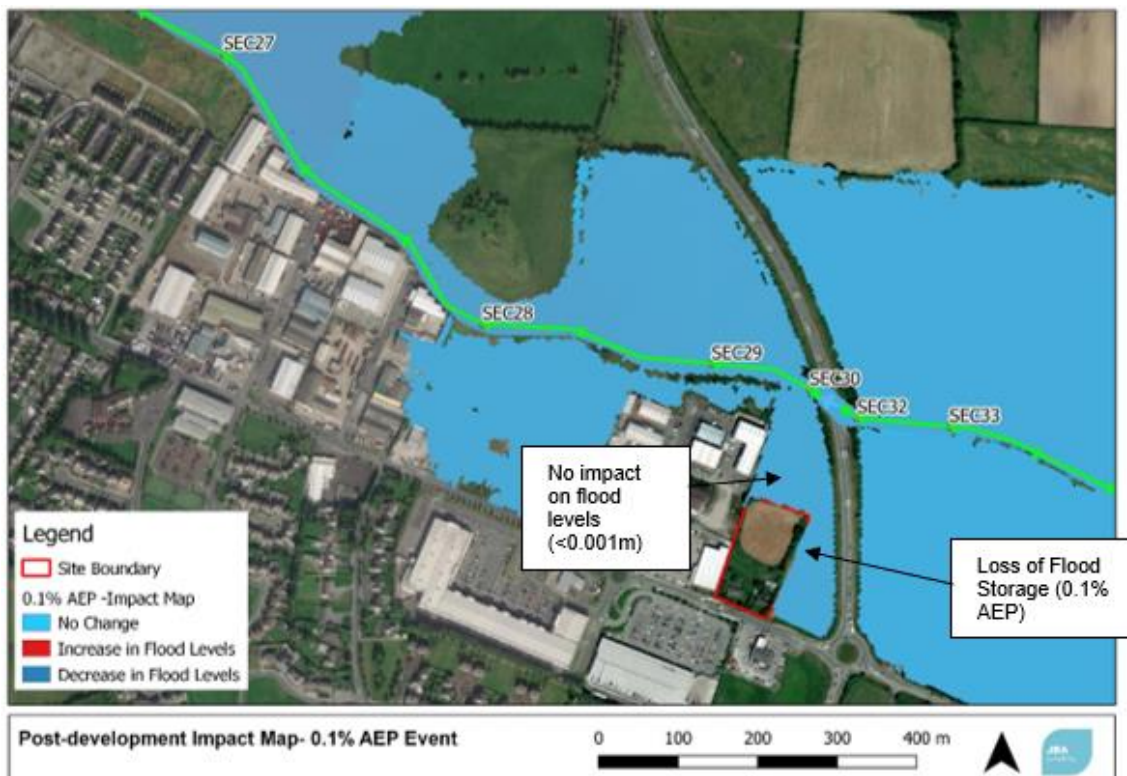 SEC27
SEC28
SEC29
SEC30
SEC32
SEC33
No impact
on flood
levels
(<0.001m)
Loss of Flood
Storage (0.1%
AEP)
Legend
Site Boundary
0.1% AEP -Impact Map
No Change
Increase in Flood Levels
Decrease in Flood Levels
Post-development Impact Map- 0.1% AEP Event
0 100 200 300 400 m
JBA